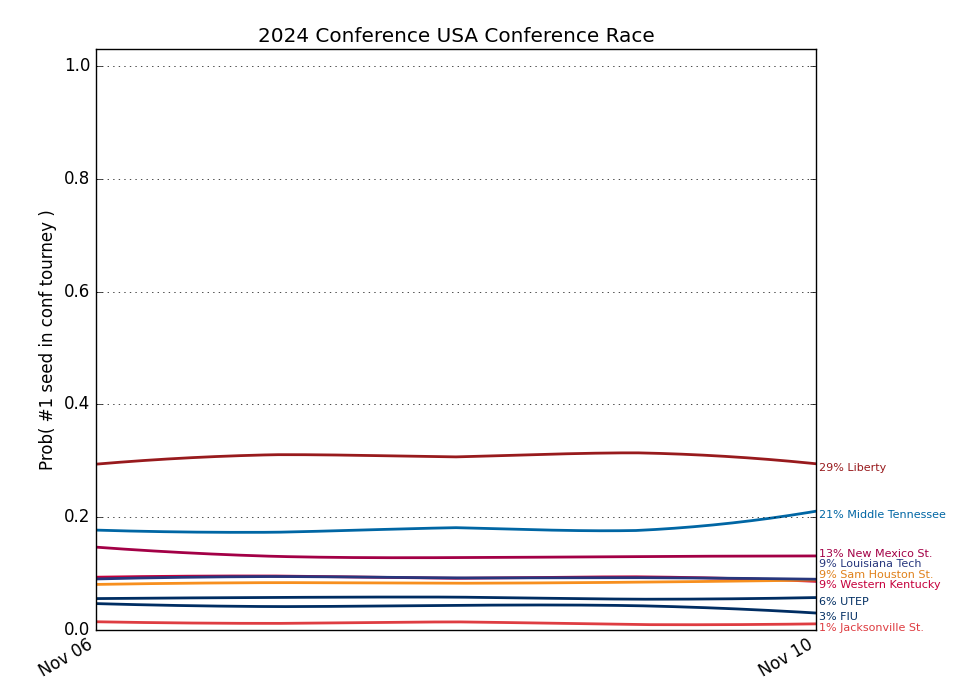 2024 Conference USA Conference Race
Prob( #1 seed in conf tourney )
1.0
0.8
0.6
0.4
0.2
0.0
Nov 06
Nov 10
29% Liberty
21% Middle Tennessee
13% New Mexico St.
9% Louisiana Tech
9% Sam Houston St.
9% Western Kentucky
6% UTEP
3% FIU
1% Jacksonville St.